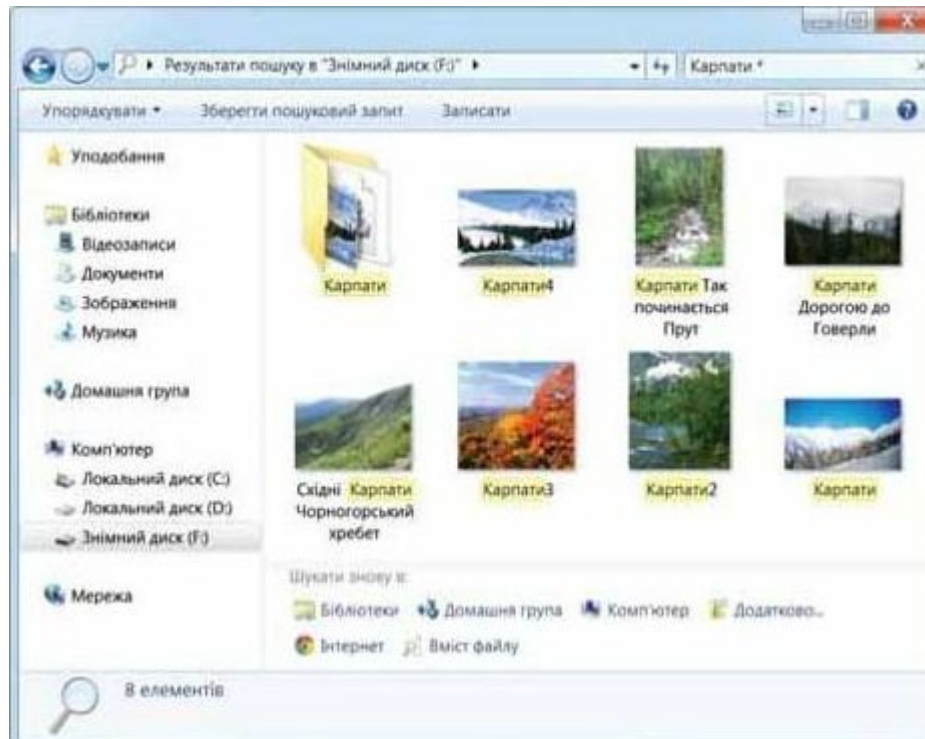 Результати пошуку в "Знімний диск (F:)"
Карпати *
Упорядкувати
Зберегти пошуковий запит
Записати
Уподобання
Бібліотеки
Відеозаписи
Документи
Зображення
Музика
Домашня група
Комп'ютер
Локальний диск (C:)
Локальний диск (D:)
Знімний диск (F:)
Мережа
Карпати
Карпати4
Карпати Так
починається
Прут
Карпати
Дорогою до
Говерли
Східні Карпати
Чорногорський
хребет
Карпати3
Карпати2
Карпати
Шукати знову в:
Бібліотеки
Домашня група
Комп'ютер
Додатково...
Інтернет
Вміст файлу
8 елементів